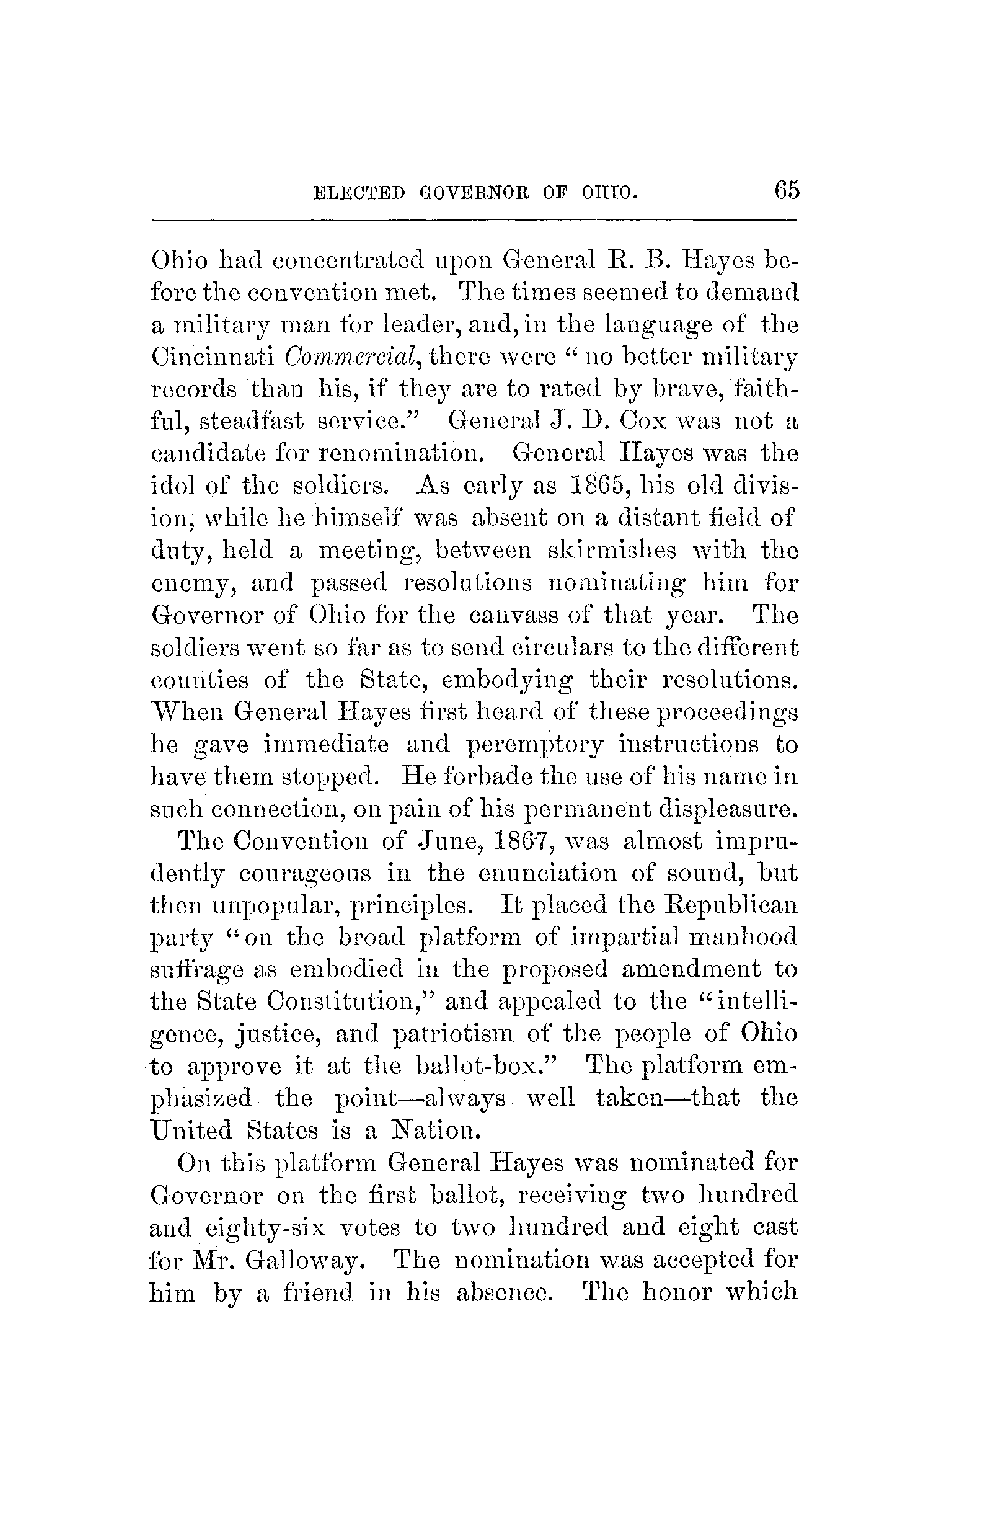 ELECTED GOVERNOR OF OHIO. 65
Ohio had concentrated upon General R. B. Hayes be-
fore the convention met. The times seemed to demand
a military man for leader, and, in the language of the
Cincinnati Commercial, there were “ no better military
records than his, if they are to rated by brave, faith-
ful, steadfast service.” General J. D. Cox was not a
candidate for renomination. General Hayes was the
idol of the soldiers. As early as 1865, his old divis-
ion, while he himself was absent on a distant field of
duty, held a meeting, between skirmishes with the
enemy, and passed resolutions nominating him for
Governor of Ohio for the canvass of that year. The
soldiers went so far as to send circulars to the different
counties of the State, embodying their resolutions.
When General Hayes first heard of these proceedings
he gave immediate and peremptory instructions to
have them stopped. He forbade the use of his name in
such connection, on pain of his permanent displeasure.
The Convention of June, 1867, was almost impru-
dently courageous in the enunciation of sound, but
then unpopular, principles. It placed the Republican
party “on the broad platform of impartial manhood
suffrage as embodied in the proposed amendment to
the State Constitution,” and appealed to the “intelli-
gence, justice, and patriotism of the people of Ohio
to approve it at the ballot-box.” The platform em-
phasized the point—always well taken—that the
United States is a Nation.
On this platform General Hayes was nominated for
Governor on the first ballot, receiving two hundred
and eighty-six votes to two hundred and eight cast
for Mr. Galloway. The nomination was accepted for
him by a friend in his absence. The honor which